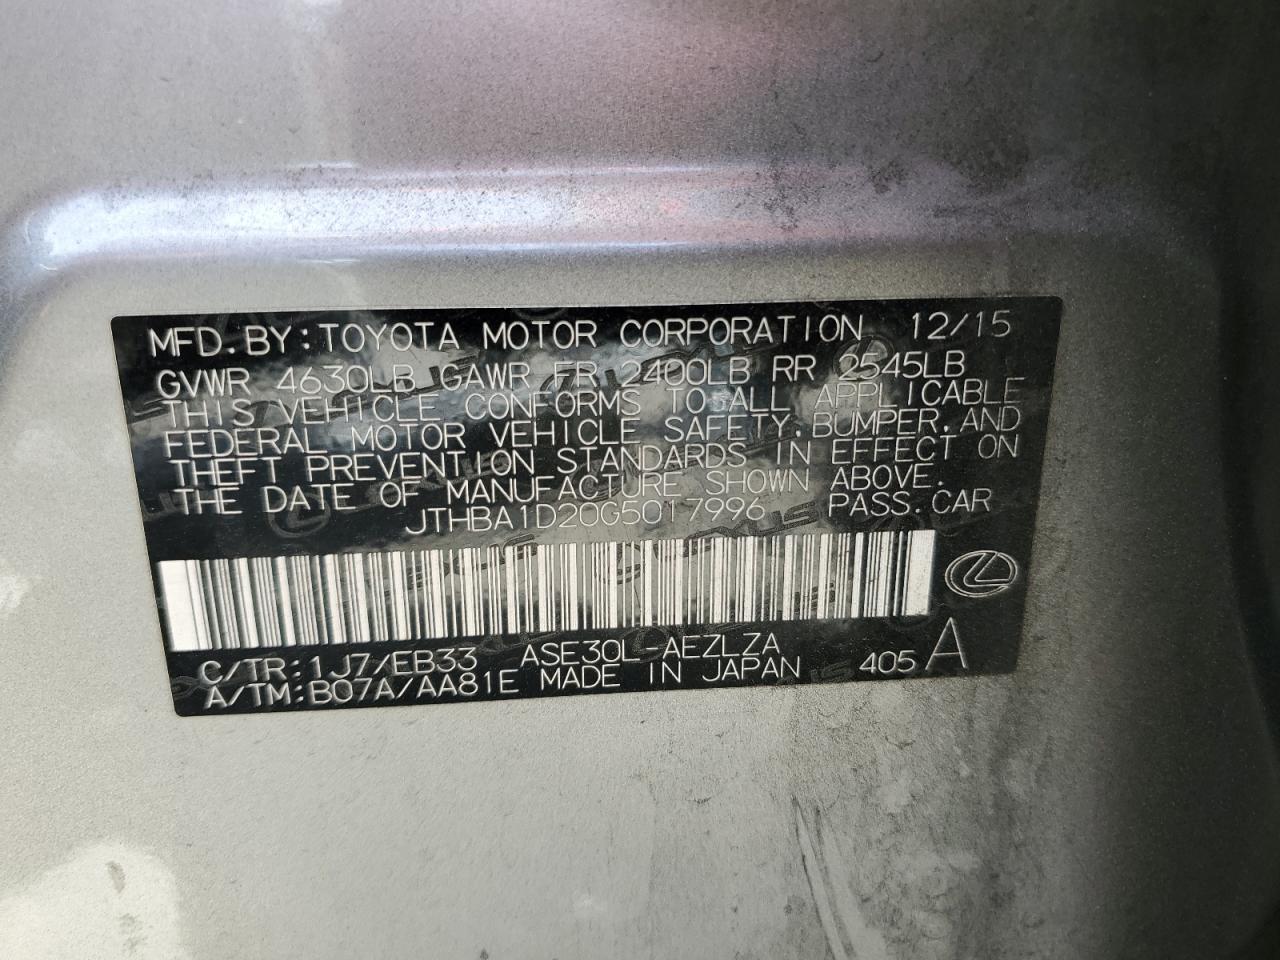 MFD. BY: TOYOTA MOTOR CORPORATION 12/15
GVWR 4630LB GAWR FR 2400LB RR 2545LB
THIS VEHICLE CONFORMS TO ALL APPLICABLE
FEDERAL MOTOR VEHICLE SAFETY, BUMPER, AND
THEFT PREVENTION STANDARDS IN EFFECT ON
THE DATE OF MANUFACTURE SHOWN ABOVE.
JTHBA1D20G5017996 PASS. CAR
C/TR: 1J7/EB33 ASE30L-AEZLZA 405 A
A/TM: B07A/AA81E MADE IN JAPAN